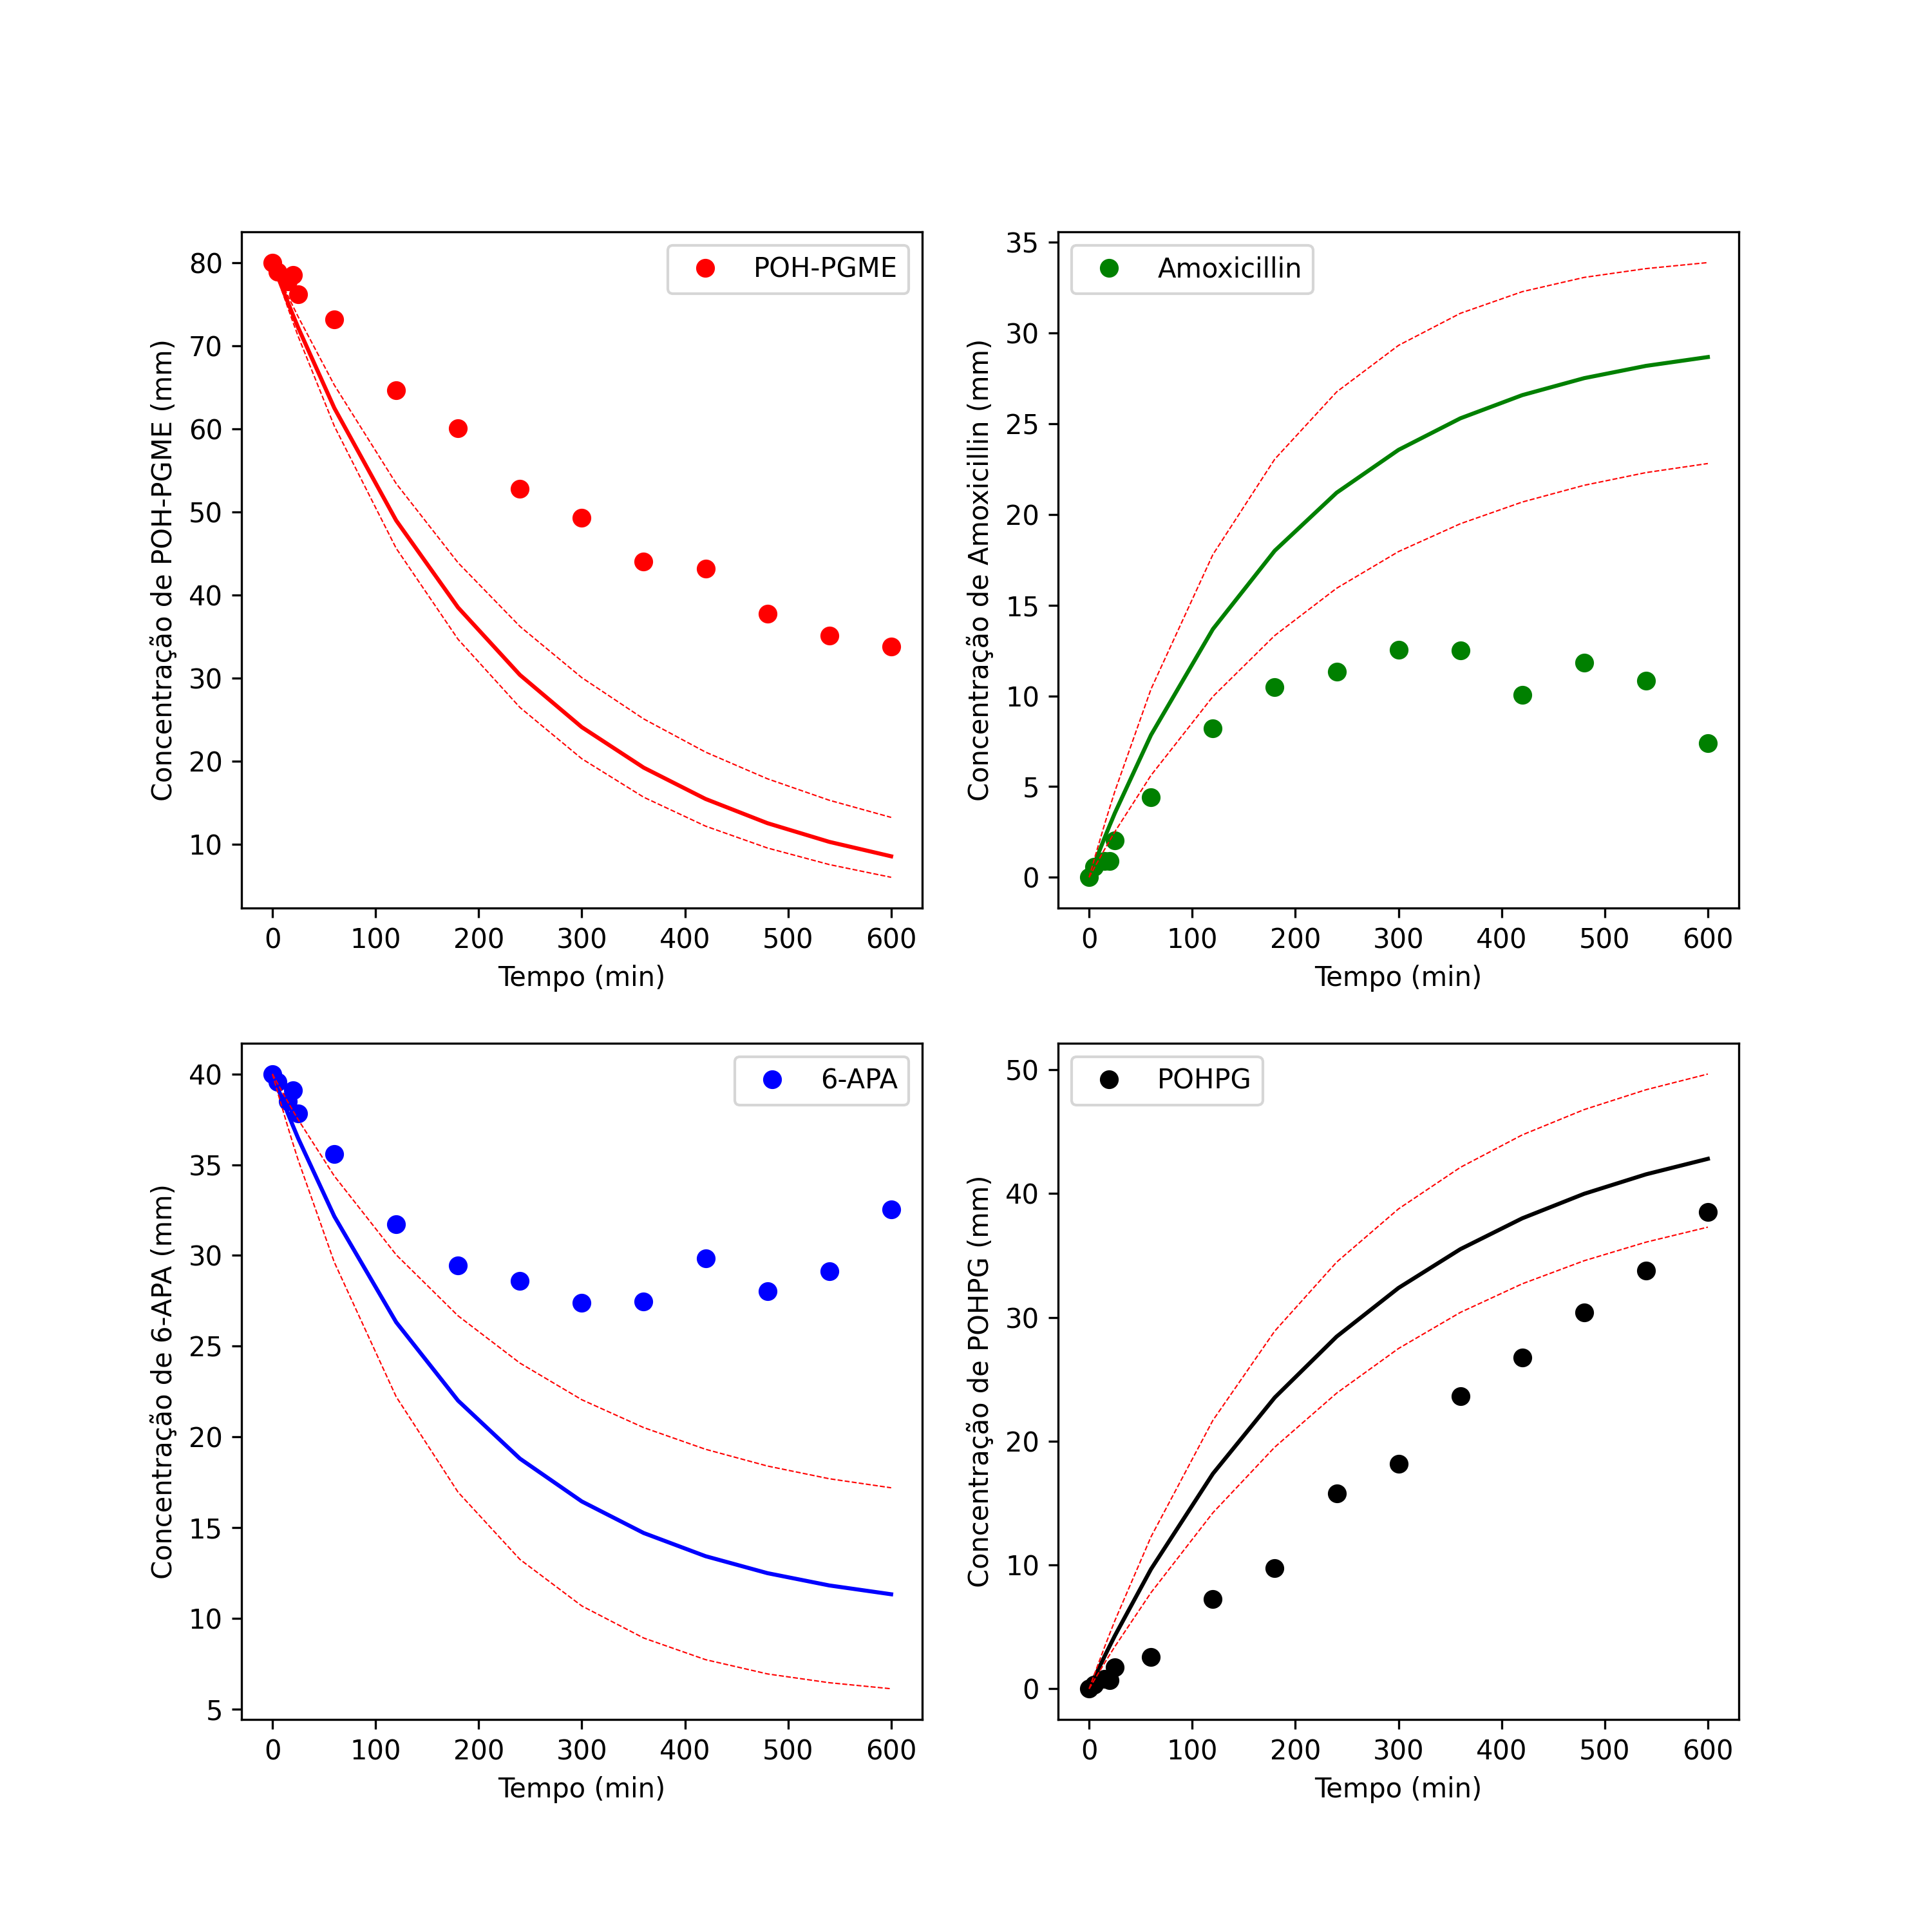 POH-PGME
80
70
60
50
40
30
20
10
Concentração de POH-PGME (mm)
0 100 200 300 400 500 600
Tempo (min)
Amoxicillin
35
30
25
20
15
10
5
0
Concentração de Amoxicillin (mm)
0 100 200 300 400 500 600
Tempo (min)
6-APA
40
35
30
25
20
15
10
5
Concentração de 6-APA (mm)
0 100 200 300 400 500 600
Tempo (min)
POHPG
50
40
30
20
10
0
Concentração de POHPG (mm)
0 100 200 300 400 500 600
Tempo (min)